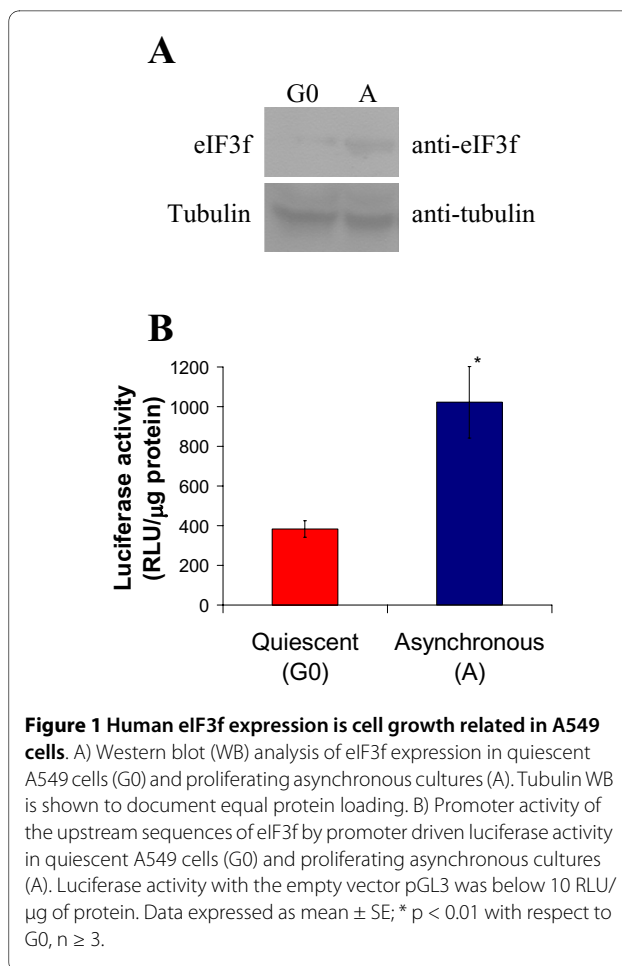 A
G0 A
eIF3f anti-eIF3f
Tubulin anti-tubulin
B
Luciferase activity
(RLU/µg protein)
1200
1000
800
600
400
200
0
*
Quiescent Asynchronous
(G0) (A)
Figure 1 Human eIF3f expression is cell growth related in A549
cells. A) Western blot (WB) analysis of eIF3f expression in quiescent
A549 cells (G0) and proliferating asynchronous cultures (A). Tubulin WB
is shown to document equal protein loading. B) Promoter activity of
the upstream sequences of eIF3f by promoter driven luciferase activity
in quiescent A549 cells (G0) and proliferating asynchronous cultures
(A). Luciferase activity with the empty vector pGL3 was below 10 RLU/
µg of protein. Data expressed as mean ± SE; * p < 0.01 with respect to
G0, n ≥ 3.